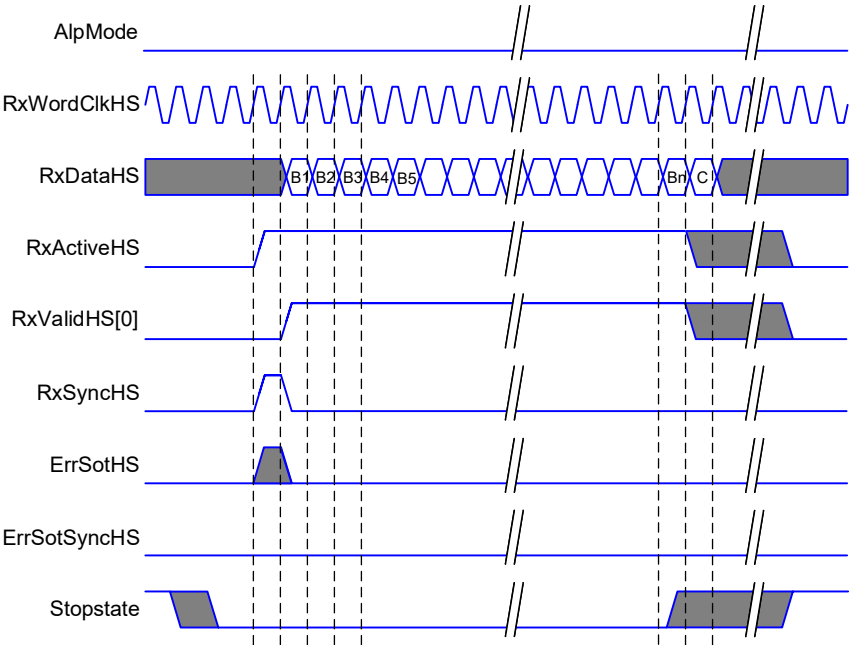 AlpMode
RxWordClkHS
RxDataHS B1 B2 B3 B4 B5 Bn C
RxActiveHS
RxValidHS[0]
RxSyncHS
ErrSotHS
ErrSotSyncHS
Stopstate